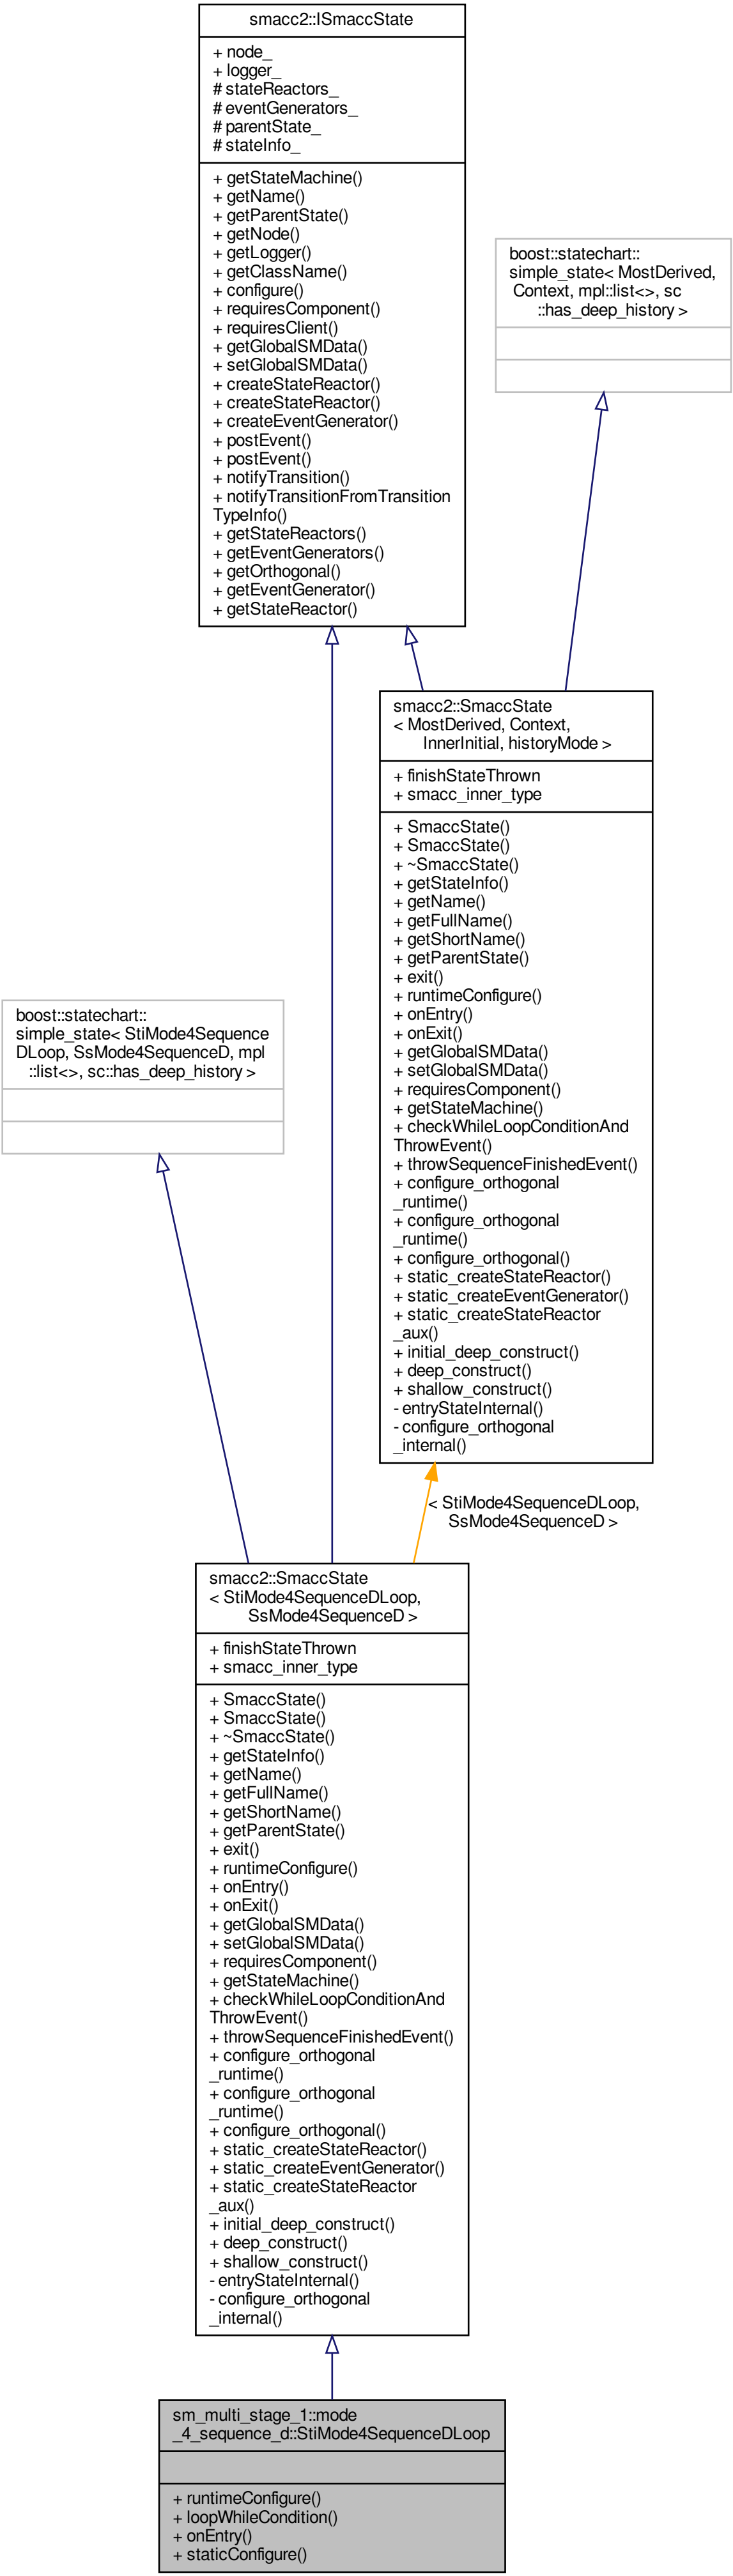 smacc2::ISmaccState
+ node_
+ logger_
# stateReactors_
# eventGenerators_
# parentState_
# stateInfo_
+ getStateMachine()
+ getName()
+ getParentState()
+ getNode()
+ getLogger()
+ getClassName()
+ configure()
+ requiresComponent()
+ requiresClient()
+ getGlobalSMData()
+ setGlobalSMData()
+ createStateReactor()
+ createStateReactor()
+ createEventGenerator()
+ postEvent()
+ postEvent()
+ notifyTransition()
+ notifyTransitionFromTransition
TypeInfo()
+ getStateReactors()
+ getEventGenerators()
+ getOrthogonal()
+ getEventGenerator()
+ getStateReactor()
boost::statechart::
simple_state< MostDerived,
Context, mpl::list<>, sc
::has_deep_history >
smacc2::SmaccState
< MostDerived, Context,
InnerInitial, historyMode >
+ finishStateThrown
+ smacc_inner_type
+ SmaccState()
+ SmaccState()
+ ~SmaccState()
+ getStateInfo()
+ getName()
+ getFullName()
+ getShortName()
+ getParentState()
+ exit()
+ runtimeConfigure()
+ onEntry()
+ onExit()
+ getGlobalSMData()
+ setGlobalSMData()
+ requiresComponent()
+ getStateMachine()
+ checkWhileLoopConditionAnd
ThrowEvent()
+ throwSequenceFinishedEvent()
+ configure_orthogonal
_runtime()
+ configure_orthogonal
_runtime()
+ configure_orthogonal()
+ static_createStateReactor()
+ static_createEventGenerator()
+ static_createStateReactor
_aux()
+ initial_deep_construct()
+ deep_construct()
+ shallow_construct()
- entryStateInternal()
- configure_orthogonal
_internal()
boost::statechart::
simple_state< StiMode4Sequence
DLoop, SsMode4SequenceD, mpl
::list<>, sc::has_deep_history >
< StiMode4SequenceDLoop,
SsMode4SequenceD >
smacc2::SmaccState
< StiMode4SequenceDLoop,
SsMode4SequenceD >
+ finishStateThrown
+ smacc_inner_type
+ SmaccState()
+ SmaccState()
+ ~SmaccState()
+ getStateInfo()
+ getName()
+ getFullName()
+ getShortName()
+ getParentState()
+ exit()
+ runtimeConfigure()
+ onEntry()
+ onExit()
+ getGlobalSMData()
+ setGlobalSMData()
+ requiresComponent()
+ getStateMachine()
+ checkWhileLoopConditionAnd
ThrowEvent()
+ throwSequenceFinishedEvent()
+ configure_orthogonal
_runtime()
+ configure_orthogonal
_runtime()
+ configure_orthogonal()
+ static_createStateReactor()
+ static_createEventGenerator()
+ static_createStateReactor
_aux()
+ initial_deep_construct()
+ deep_construct()
+ shallow_construct()
- entryStateInternal()
- configure_orthogonal
_internal()
sm_multi_stage_1::mode
_4_sequence_d::StiMode4SequenceDLoop
+ runtimeConfigure()
+ loopWhileCondition()
+ onEntry()
+ staticConfigure()